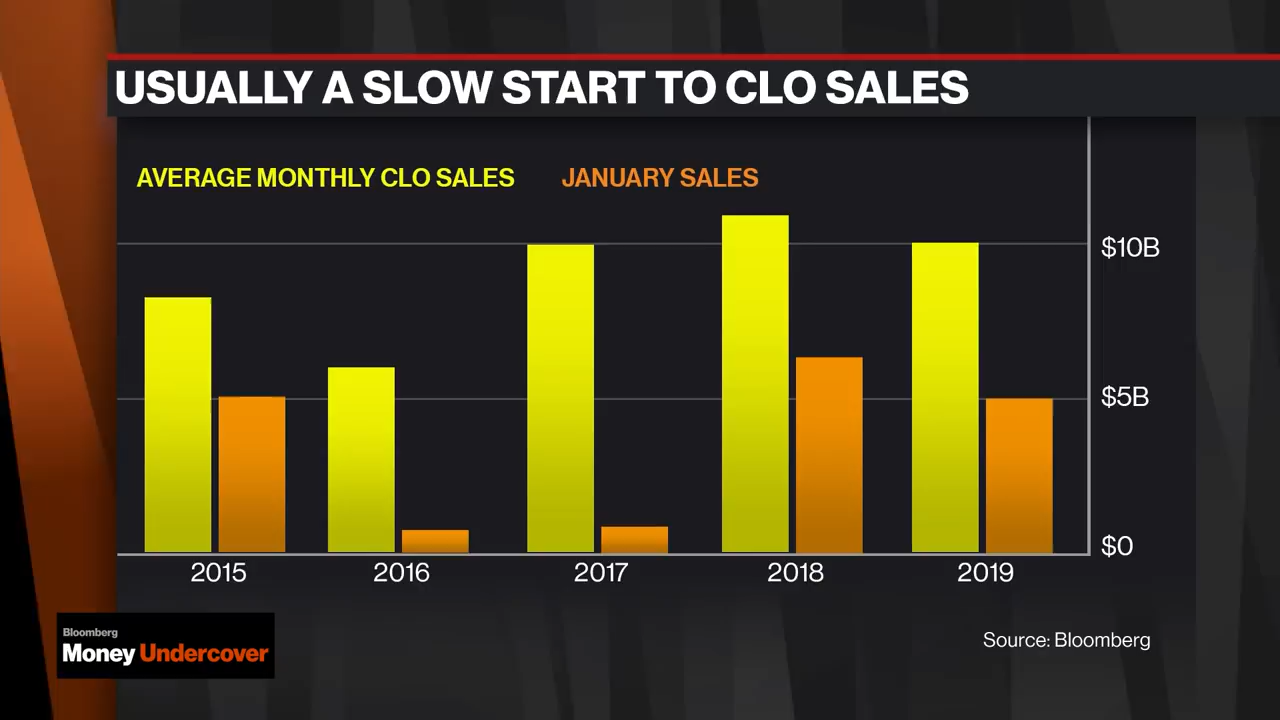 USUALLY A SLOW START TO CLO SALES
AVERAGE MONTHLY CLO SALES JANUARY SALES
$10B
$5B
$0
2015 2016 2017 2018 2019
Bloomberg
Money Undercover
Source: Bloomberg